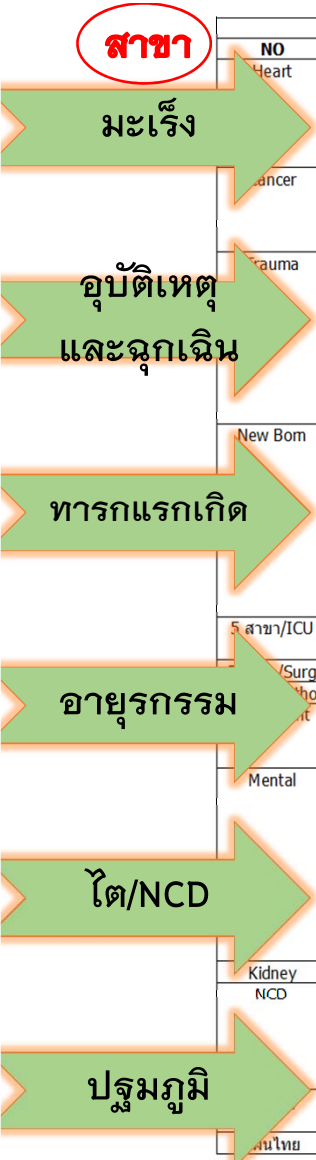 สาขา
NO
Heart
มะเร็ง
อุบัติเหตุ
และฉุกเฉิน
New Born
ทารกแรกเกิด
5 สาขา/ICU
/Surg
อายุรกรรม
Mental
ไต/NCD
Kidney
NCD
ปฐมภูมิ